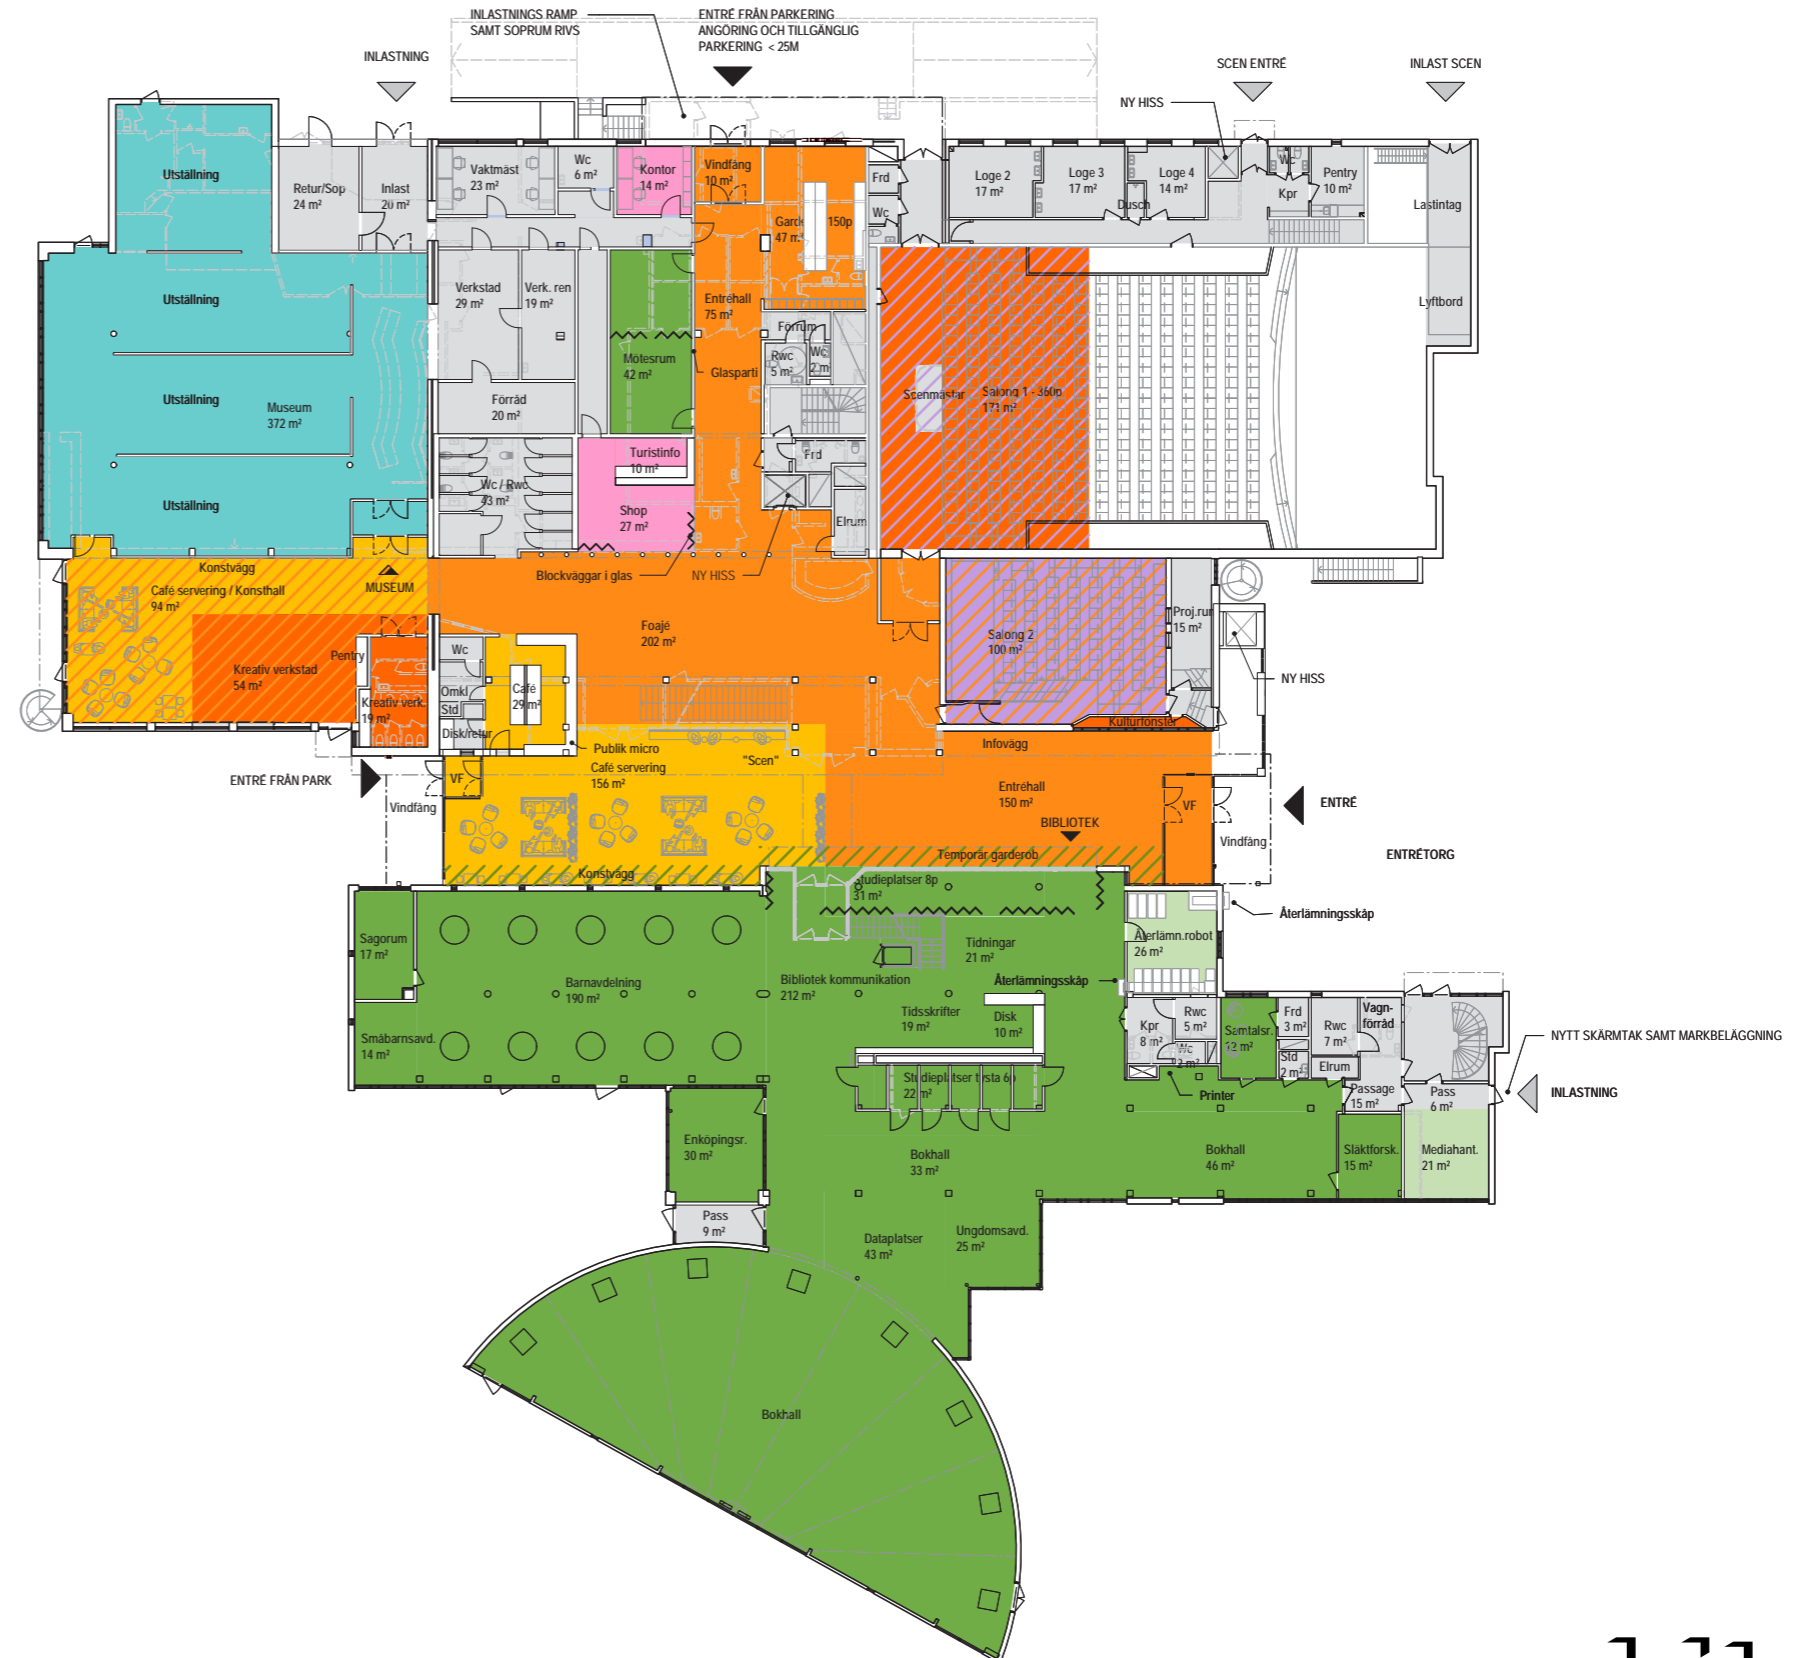 INLASTNINGS RAMP
SAMT SOPRUM RIVS
ENTRÉ FRÅN PARKERING
ANGÖRING OCH TILLGÄNGLIG
PARKERING < 25M
INLASTNING
SCEN ENTRÉ
INLAST SCEN
NY HISS
Utställning
Retur/Sop
24 m²
Inlast
20 m²
Vaktmäst
23 m²
Wc
6 m²
Kontor
14 m²
Vindfång
10 m²
Frd
Wc
150p
47 m²
Loge 2
17 m²
Loge 3
17 m²
Loge 4
14 m²
Dusch
Wc
Kpr
Pentry
10 m²
Lastintag
Lyftbord
Utställning
Verkstad
29 m²
Verk. ren
19 m²
Entréhall
75 m²
Förrum
Rwc
5 m²
Wc
2 m
Mötesrum
42 m²
Glasparti
Scenmästar
Salong 1 - 360p
171 m²
Utställning
Museum
372 m²
Förråd
20 m²
Turistinfo
10 m²
Frd
Wc / Rwc
43 m²
Utställning
Shop
27 m²
Elrum
Konstvägg
MUSEUM
Blockväggar i glas
NY HISS
Café servering / Konsthall
94 m²
Foajé
202 m²
Salong 2
100 m²
Proj.rum
15 m²
Kreativ verkstad
54 m²
Pentry
Wc
Omkl
Std
Disk/retur
Café
29 m²
Kreativ verk.
19 m²
NY HISS
Kulturfönster
Publik micro
Café servering
156 m²
"Scen"
Infovägg
ENTRÉ FRÅN PARK
Vindfång
VF
Entréhall
150 m²
VF
ENTRÉ
BIBLIOTEK
Vindfång
ENTRÉTORG
Temporär garderob
Konstvägg
Studieplatser 8p
31 m²
Återlämningsskåp
Sagorum
17 m²
Tidningar
21 m²
Återlämn.robot
26 m²
Barnavdelning
190 m²
Bibliotek kommunikation
212 m²
Återlämningsskåp
Tidsskrifter
19 m²
Disk
10 m²
Småbarnsavd.
14 m²
Kpr
8 m²
Rwc
5 m²
Wc
2 m²
Samtalsr.
12 m²
Frd
3 m²
Std
2 m²
Rwc
7 m²
Elrum
Vagn-
förråd
NYTT SKÄRMTAK SAMT MARKBELÄGGNING
Studieplatser tysta 6p
22 m²
Printer
Passage
15 m²
Pass
6 m²
INLASTNING
Enköpingsr.
30 m²
Bokhall
33 m²
Bokhall
46 m²
Släktforsk.
15 m²
Mediahant.
21 m²
Pass
9 m²
Dataplatser
43 m²
Ungdomsavd.
25 m²
Bokhall